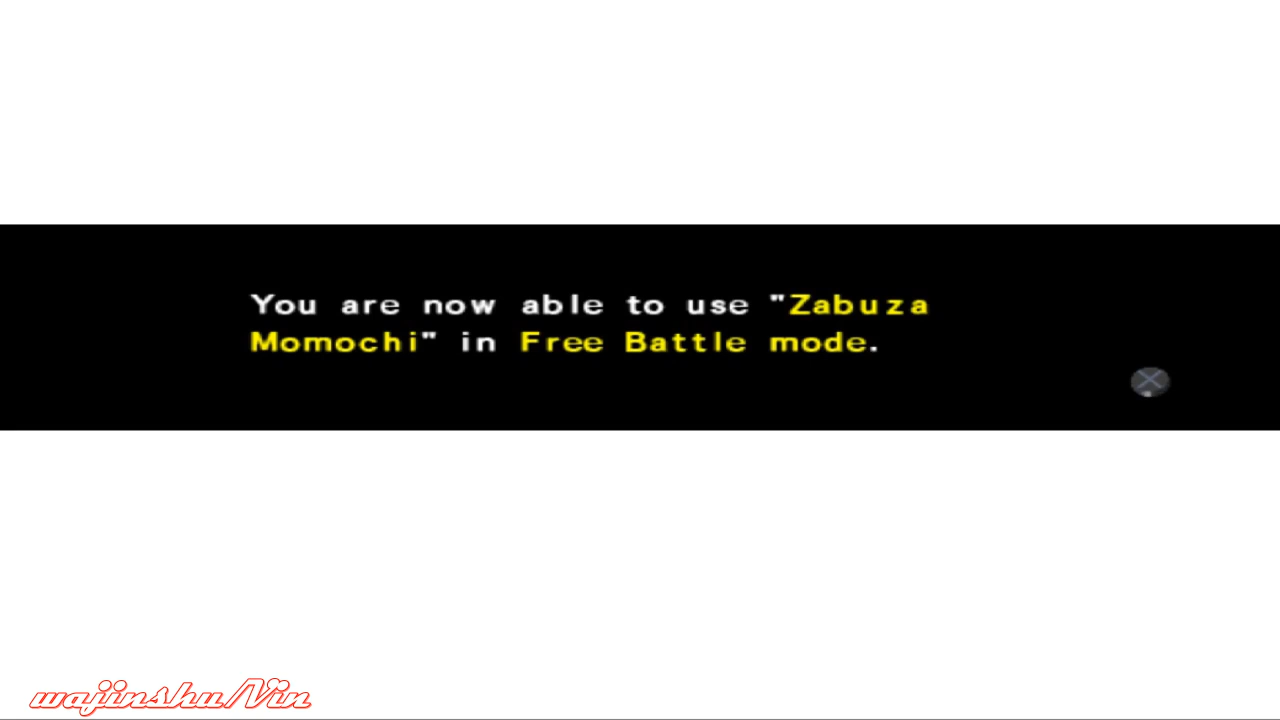 You are now able to use "Zabuza
Momochi" in Free Battle mode.
wajinshu/Vin